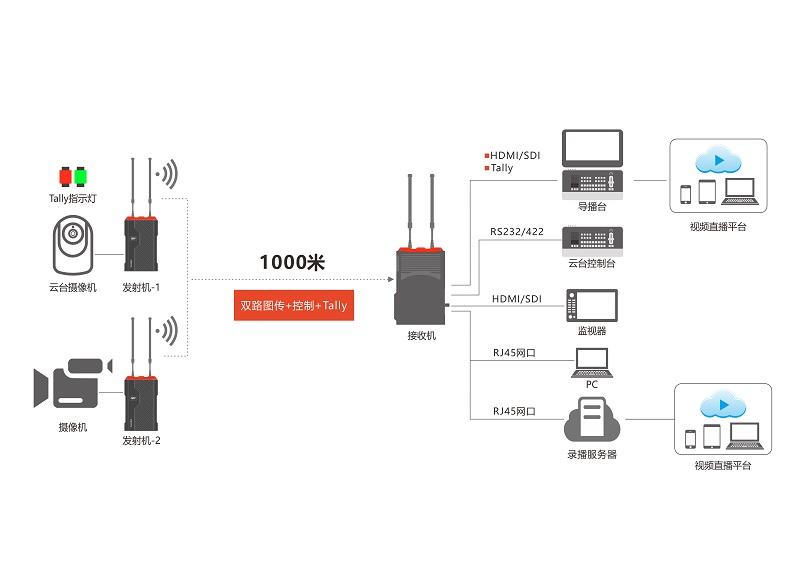 Tally指示灯
云台摄像机
发射机-1
摄像机
发射机-2
1000米
双路图传+控制+Tally
接收机
HDMI/SDI
Tally
导播台
视频直播平台
RS232/422
云台控制台
HDMI/SDI
监视器
RJ45网口
PC
RJ45网口
录播服务器
视频直播平台